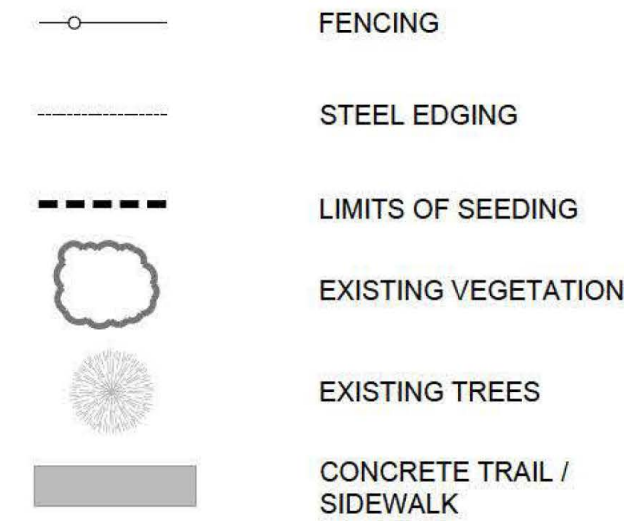 FENCING
STEEL EDGING
LIMITS OF SEEDING
EXISTING VEGETATION
EXISTING TREES
CONCRETE TRAIL /
SIDEWALK